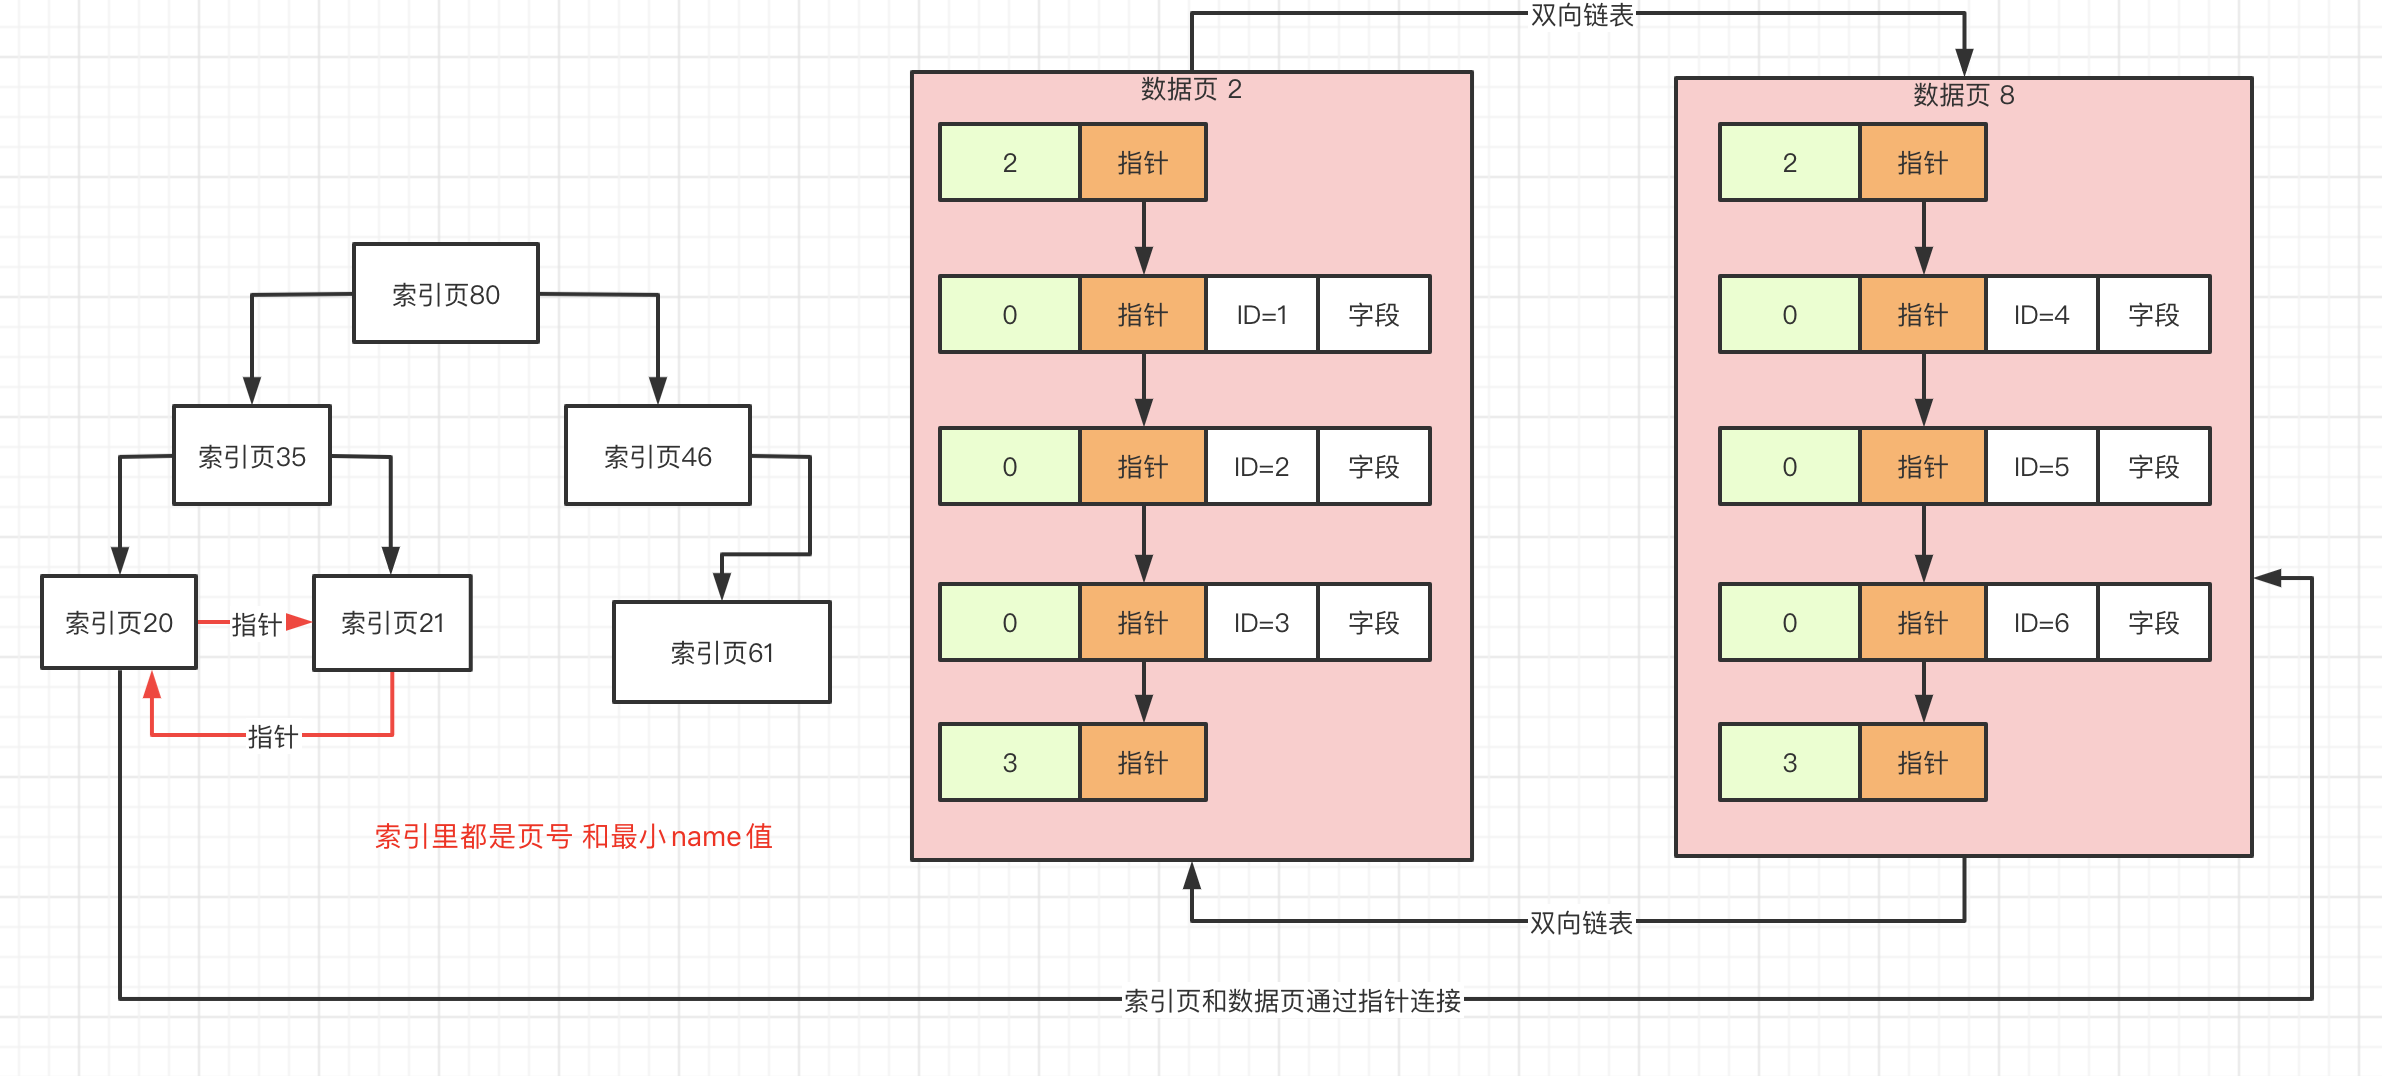 双向链表
数据页 2
数据页 8
2 指针
2 指针
索引页80
0 指针 ID=1 字段
0 指针 ID=4 字段
索引页35
索引页46
0 指针 ID=2 字段
0 指针 ID=5 字段
索引页20
指针
索引页21
索引页61
0 指针 ID=3 字段
0 指针 ID=6 字段
指针
3 指针
3 指针
索引里都是页号 和最小name值
双向链表
索引页和数据页通过指针连接